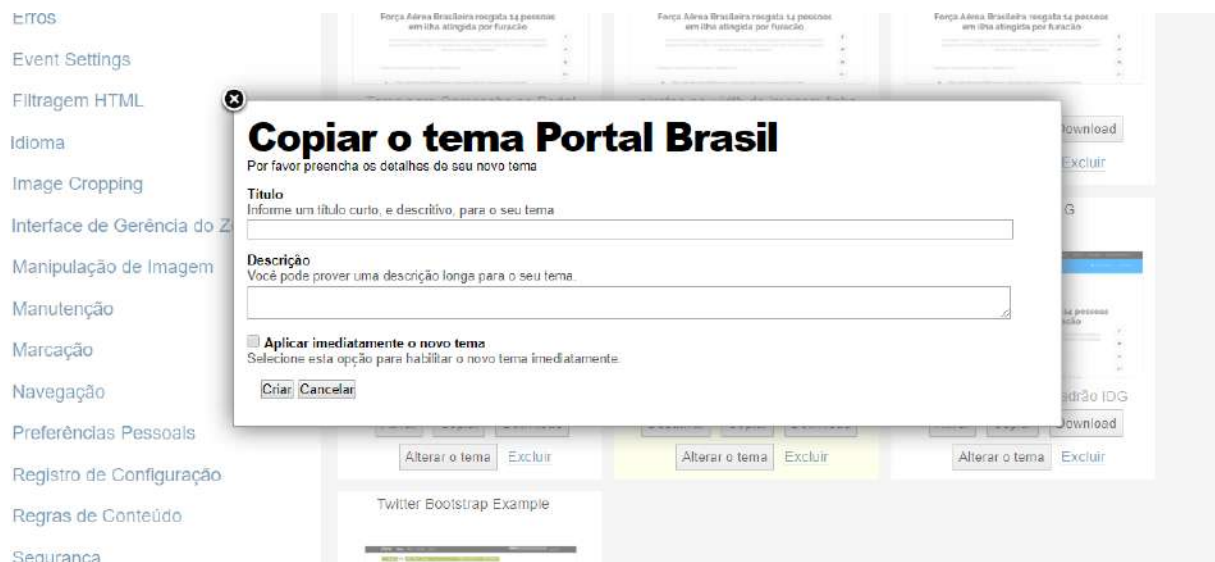 Erros
Event Settings
Filtragem HTML
Idioma
Image Cropping
Interface de Gerência do Z
Manipulação de Imagem
Manutenção
Marcação
Navegação
Preferências Pessoais
Registro de Configuração
Regras de Conteúdo
Segurança
Força Aérea Brasileira resgata 14 pessoas
em ilha atingida por furacão
Força Aérea Brasileira resgata 14 pessoas
em ilha atingida por furacão
Força Aérea Brasileira resgata 14 pessoas
em ilha atingida por furacão
Download
Excluir
Copiar o tema Portal Brasil
Por favor preencha os detalhes de seu novo tema
Título
Informe um título curto, e descritivo, para o seu tema
Descrição
Você pode prover uma descrição longa para o seu tema.
Aplicar imediatamente o novo tema
Selecione esta opção para habilitar o novo tema imediatamente.
Criar Cancelar
G
14 pessoas
drão IDG
Download
Alterar o tema Excluir
Alterar o tema Excluir
Alterar o tema Excluir
Twitter Bootstrap Example